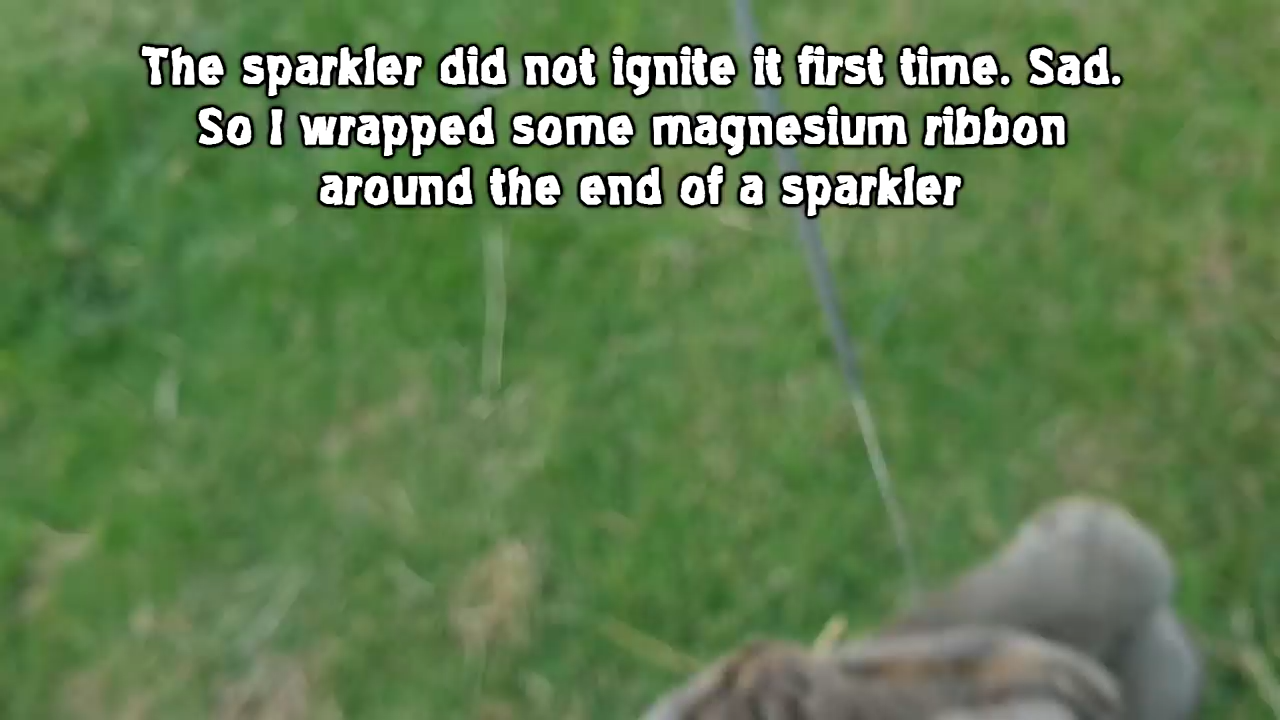 The sparkler did not ignite it first time. Sad.
So I wrapped some magnesium ribbon
around the end of a sparkler